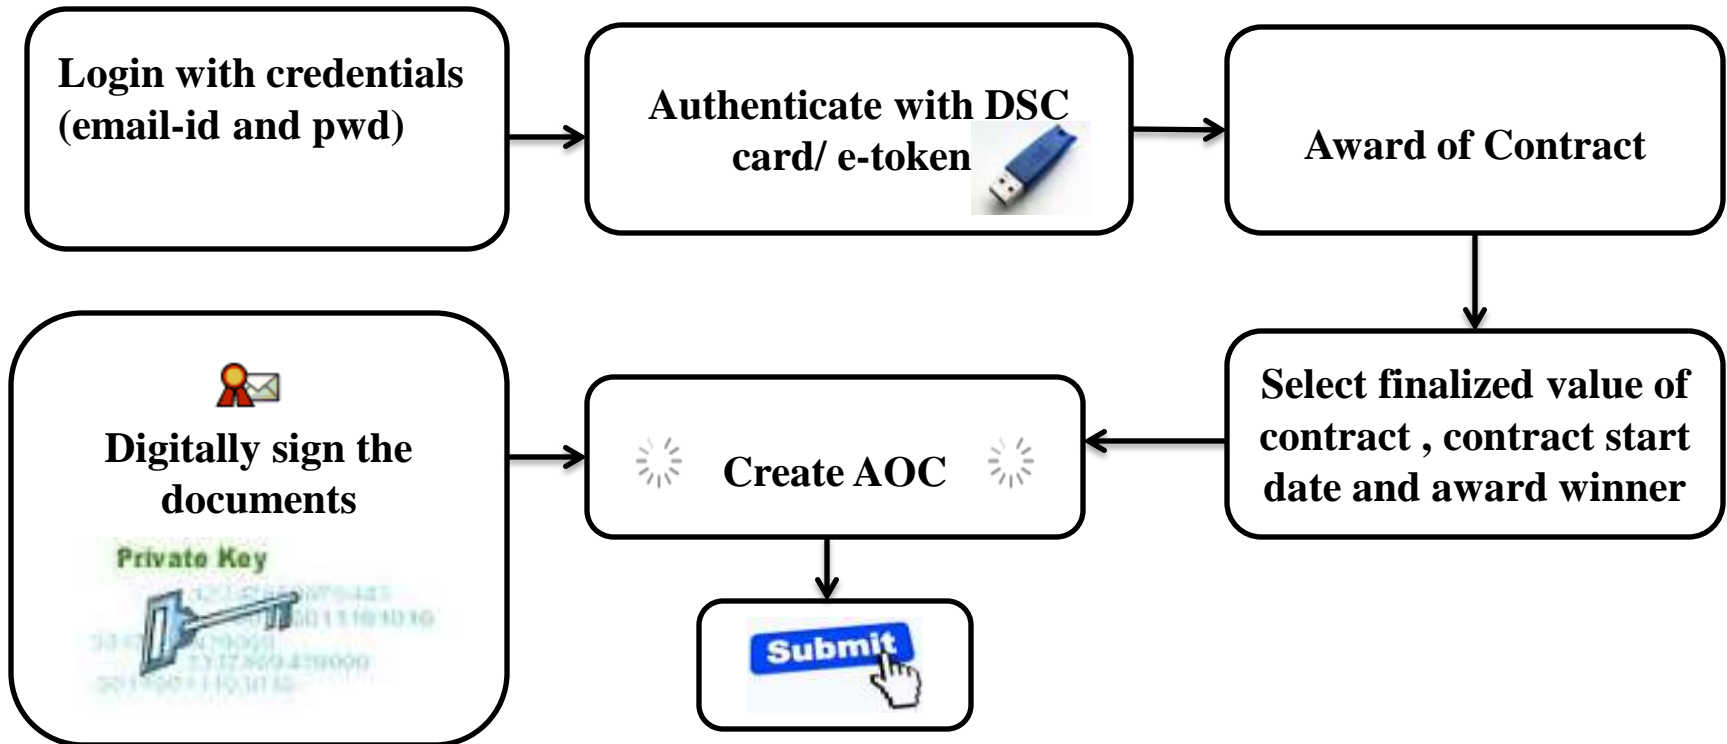 Login with credentials
(email-id and pwd)
Authenticate with DSC
card/ e-token
Award of Contract
Select finalized value of
contract , contract start
date and award winner
Create AOC
Digitally sign the
documents
Private Key
Submit